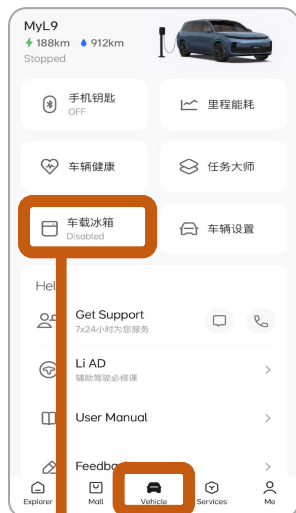 MyL9
188km 912km
Stopped
手机钥匙
OFF
里程能耗
车辆健康
任务大师
车载冰箱
Disabled
车辆设置
Hel
Get Support
7x24小时为您服务
Li AD
辅助驾驶必修课
User Manual
Feedba
Explorer Mall Vehicle Services Me